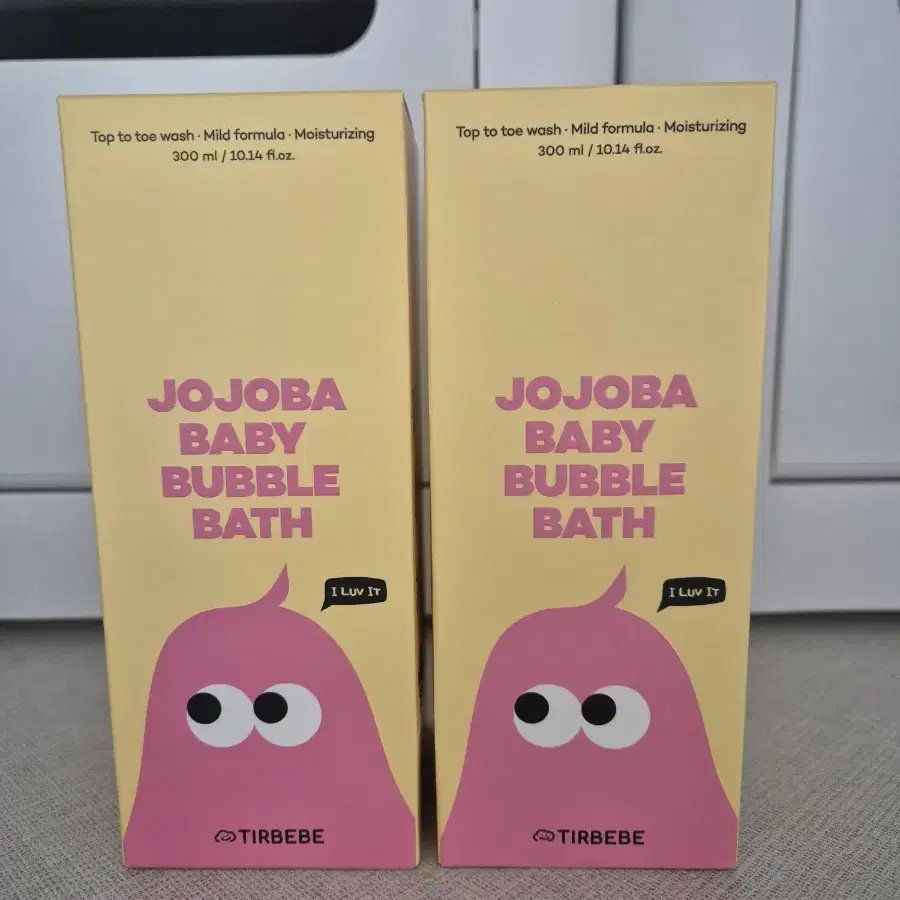 Top to toe wash · Mild formula · Moisturizing
300 ml / 10.14 fl.oz.
JOJOBA
BABY
BUBBLE
BATH
I LUV IT
TIRBEBE
Top to toe wash · Mild formula · Moisturizing
300 ml / 10.14 fl.oz.
JOJOBA
BABY
BUBBLE
BATH
I LUV IT
TIRBEBE